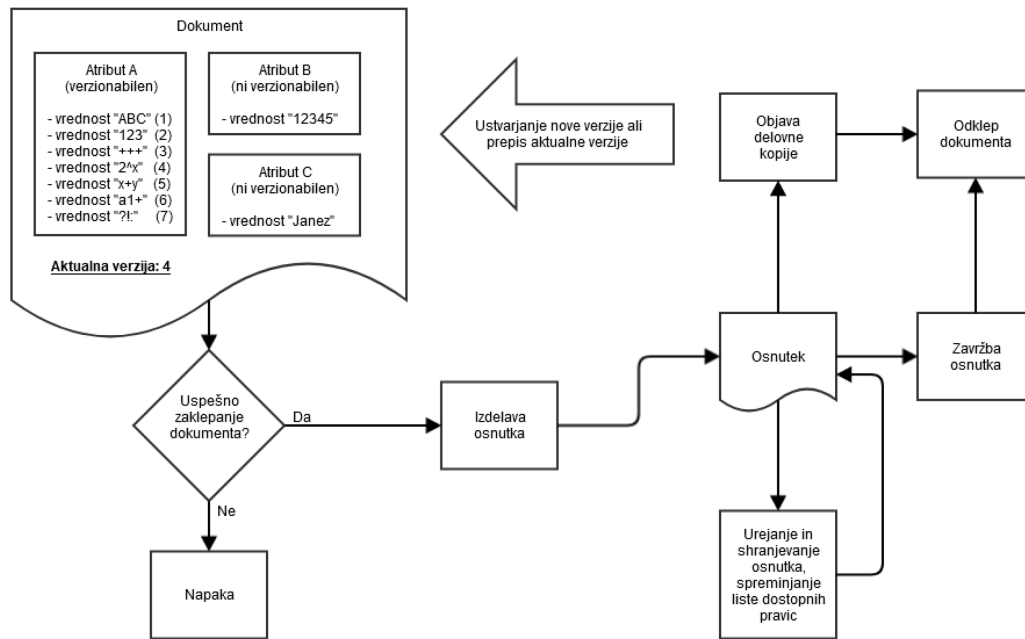 Dokument
Atribut A
(verzionabilen)
- vrednost "ABC" (1)
- vrednost "123" (2)
- vrednost "+++" (3)
- vrednost "2^x" (4)
- vrednost "x+y" (5)
- vrednost "a1+" (6)
- vrednost "?!:" (7)
Atribut B
(ni verzionabilen)
- vrednost "12345"
Atribut C
(ni verzionabilen)
- vrednost "Janez"
Aktualna verzija: 4
Ustvarjanje nove verzije ali
prepis aktualne verzije
Objava
delovne
kopije
Odklep
dokumenta
Uspešno
zaklepanje
dokumenta?
Da
Ne
Napaka
Izdelava
osnutka
Osnutek
Zavržba
osnutka
Urejanje in
shranjevanje
osnutka,
spreminjanje
liste dostopnih
pravic